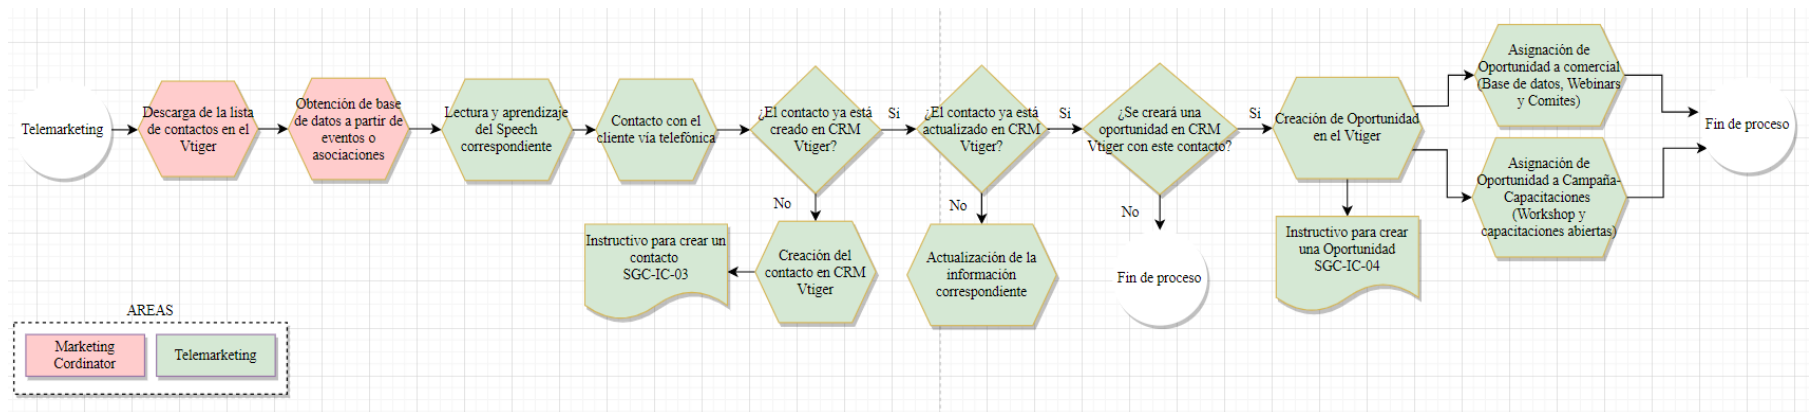 Telemarketing
Descarga de la lista
de contactos en el
Vtiger
Obtención de base
de datos a partir de
eventos o
asociaciones
Lectura y aprendizaje
del Speech
correspondiente
Contacto con el
cliente vía telefónica
¿El contacto ya está
creado en CRM
Vtiger?
Si
No
Creación del
contacto en CRM
Vtiger
Instructivo para crear un
contacto
SGC-IC-03
¿El contacto ya está
actualizado en CRM
Vtiger?
Si
No
Actualización de la
información
correspondiente
¿Se creará una
oportunidad en CRM
Vtiger con este contacto?
Si
No
Fin de proceso
Creación de Oportunidad
en el Vtiger
Instructivo para crear
una Oportunidad
SGC-IC-04
Asignación de
Oportunidad a comercial
(Base de datos, Webinars
y Comites)
Asignación de
Oportunidad a Campaña-
Capacitaciones
(Workshop y
capacitaciones abiertas)
Fin de proceso
AREAS
Marketing
Cordinator
Telemarketing